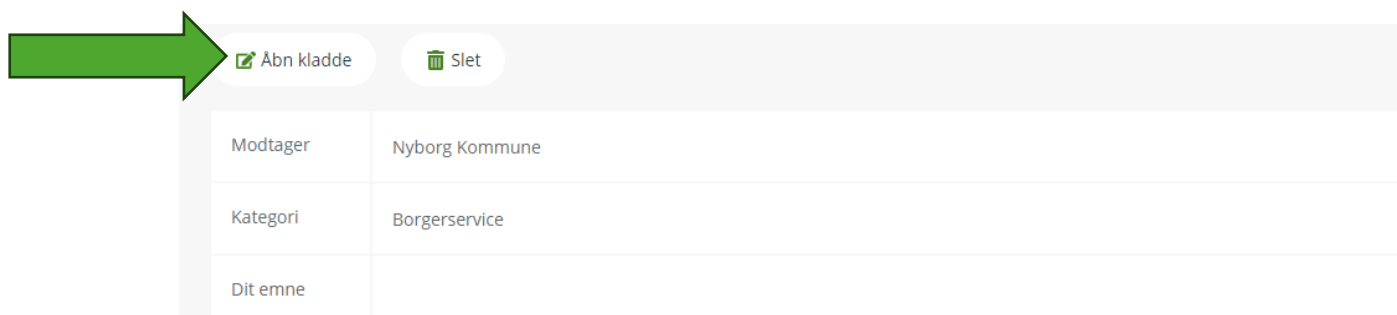 Åbn kladde Slet
Modtager Nyborg Kommune
Kategori Borgerservice
Dit emne